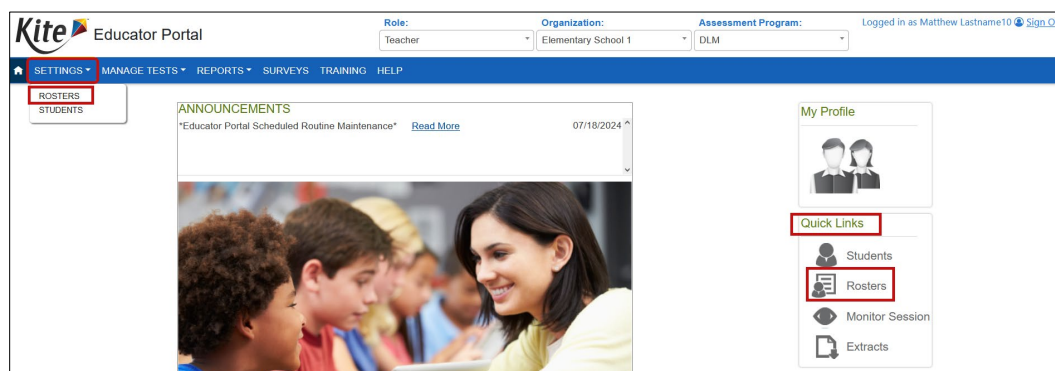 Kite Educator Portal
Role: Organization: Assessment Program: Logged in as Matthew Lastname10 Sign O
Teacher Elementary School 1 DLM
SETTINGS MANAGE TESTS REPORTS SURVEYS TRAINING HELP
ROSTERS
STUDENTS
ANNOUNCEMENTS
*Educator Portal Scheduled Routine Maintenance* Read More 07/18/2024
My Profile
Quick Links
Students
Rosters
Monitor Session
Extracts